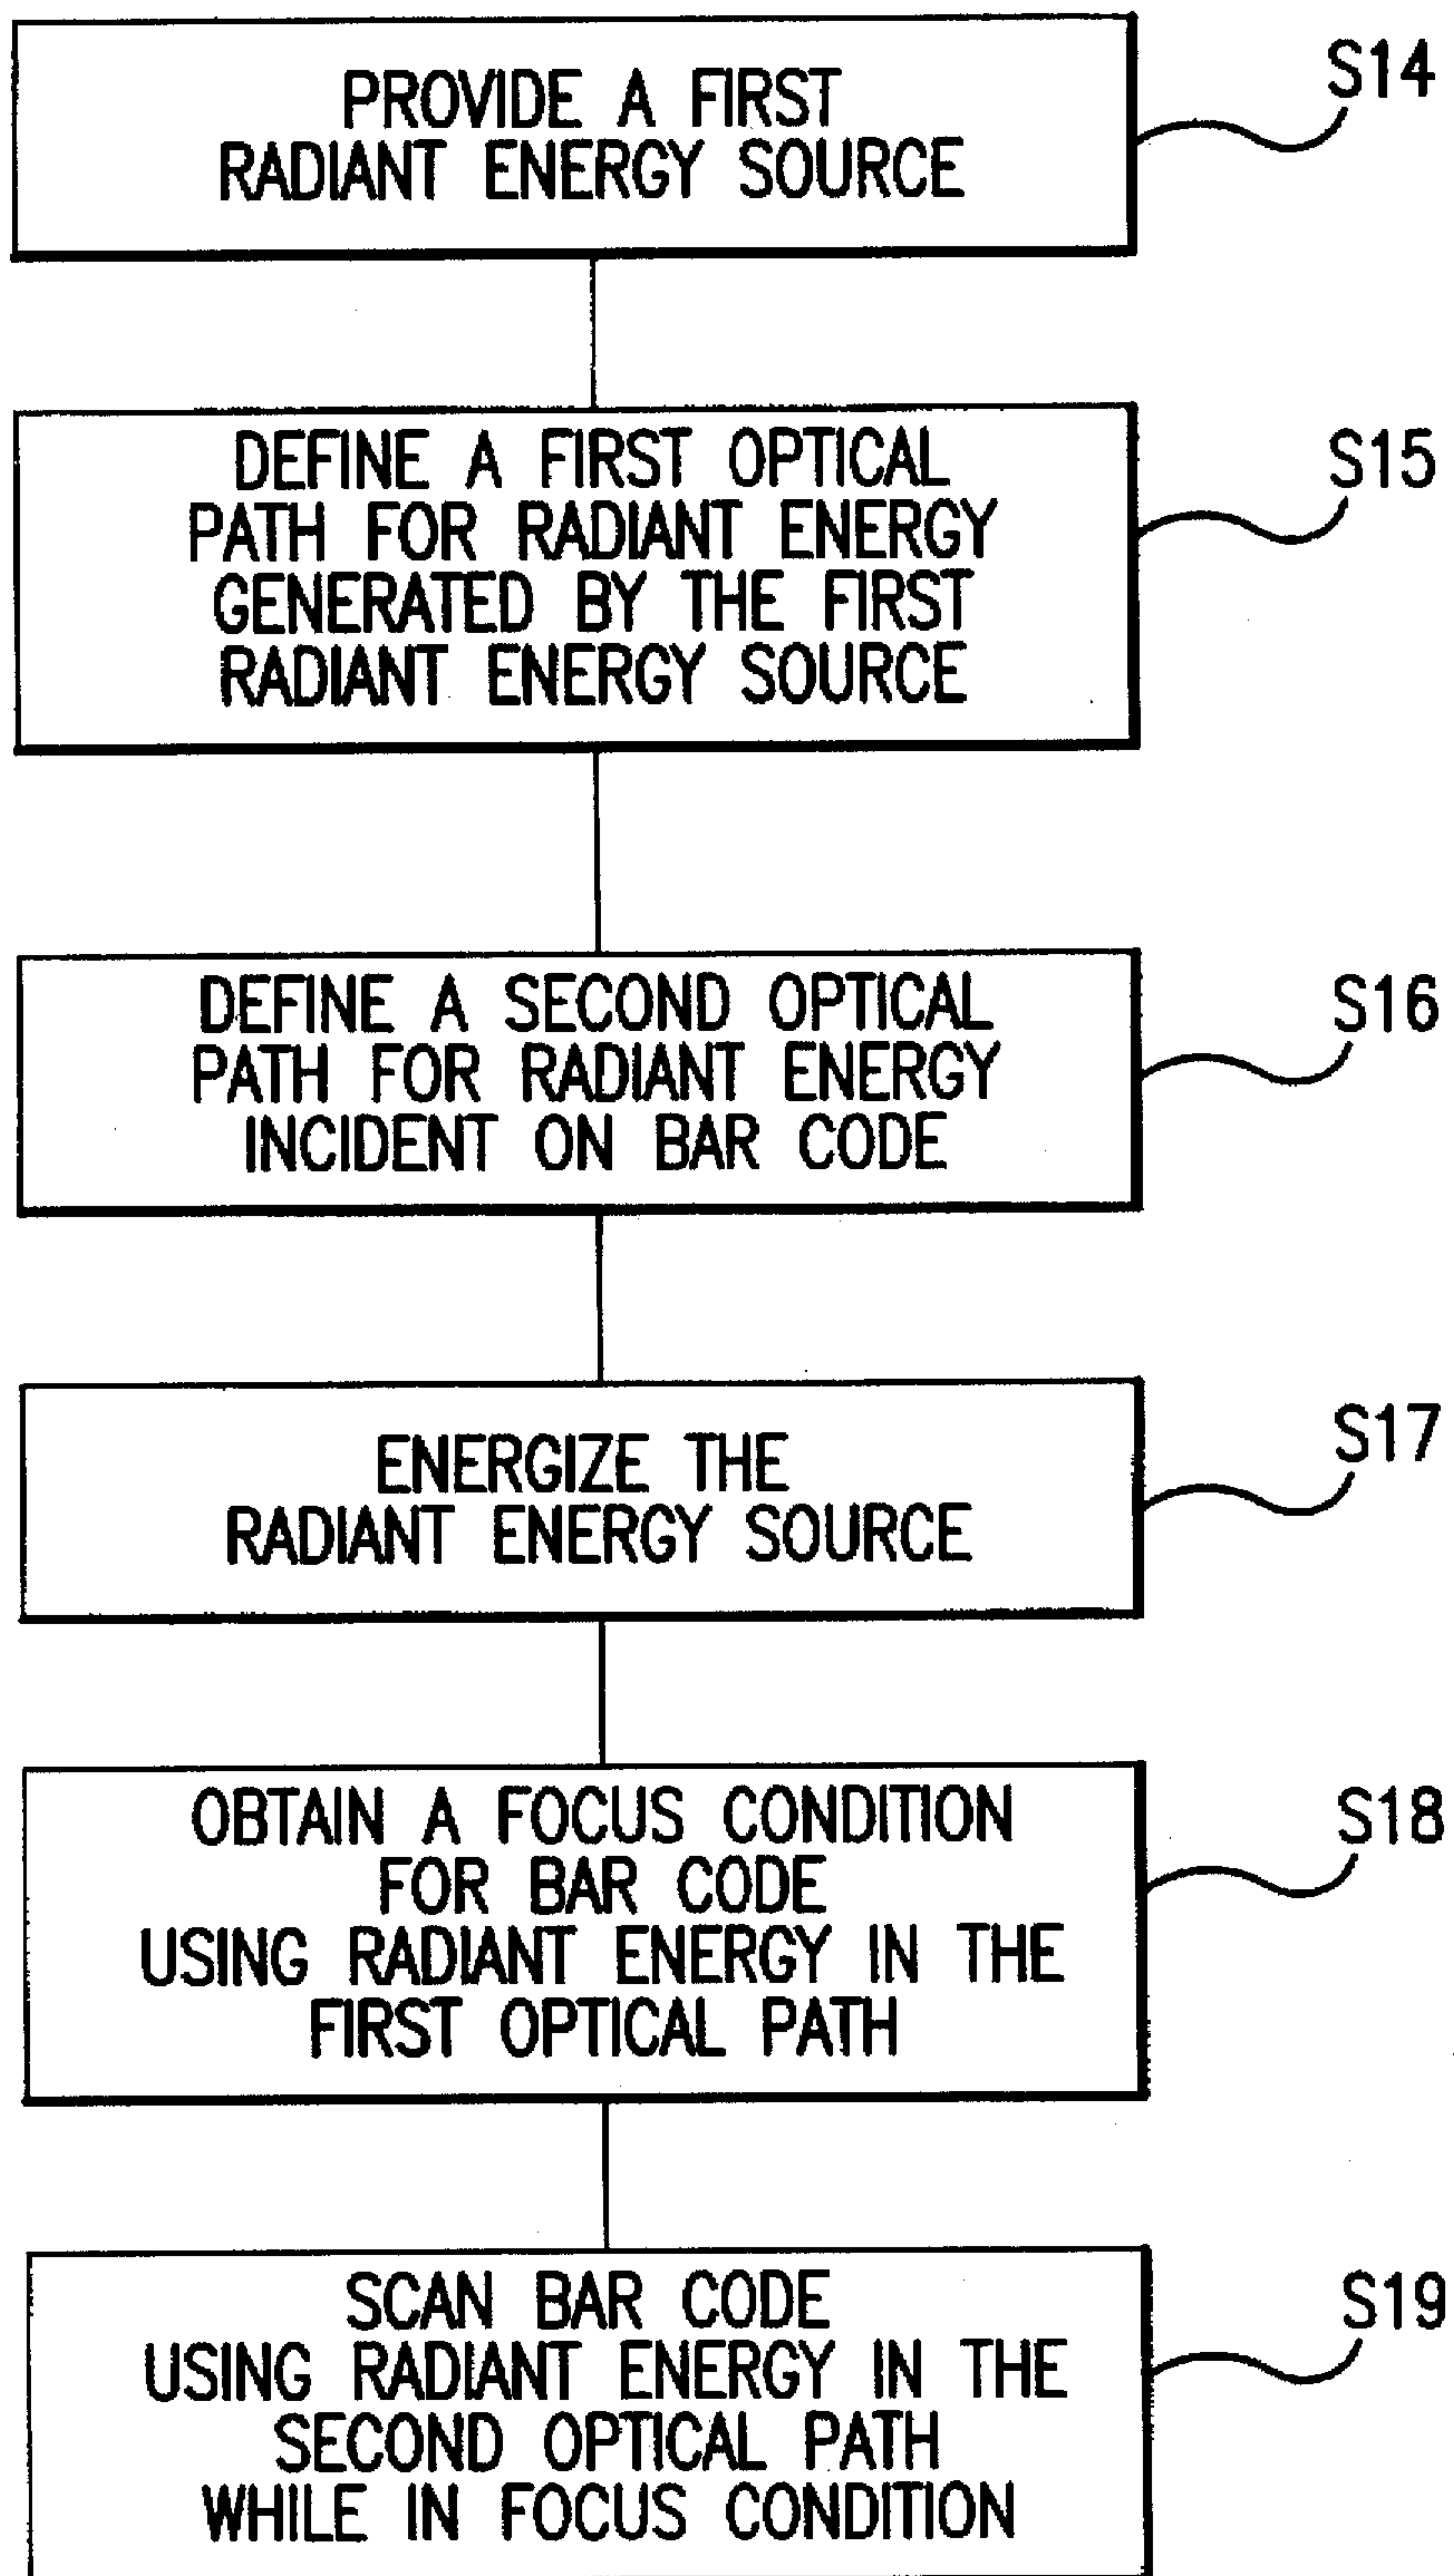 PROVIDE A FIRST
RADIANT ENERGY SOURCE
S14
DEFINE A FIRST OPTICAL
PATH FOR RADIANT ENERGY
GENERATED BY THE FIRST
RADIANT ENERGY SOURCE
S15
DEFINE A SECOND OPTICAL
PATH FOR RADIANT ENERGY
INCIDENT ON BAR CODE
S16
ENERGIZE THE
RADIANT ENERGY SOURCE
S17
OBTAIN A FOCUS CONDITION
FOR BAR CODE
USING RADIANT ENERGY IN THE
FIRST OPTICAL PATH
S18
SCAN BAR CODE
USING RADIANT ENERGY IN THE
SECOND OPTICAL PATH
WHILE IN FOCUS CONDITION
S19